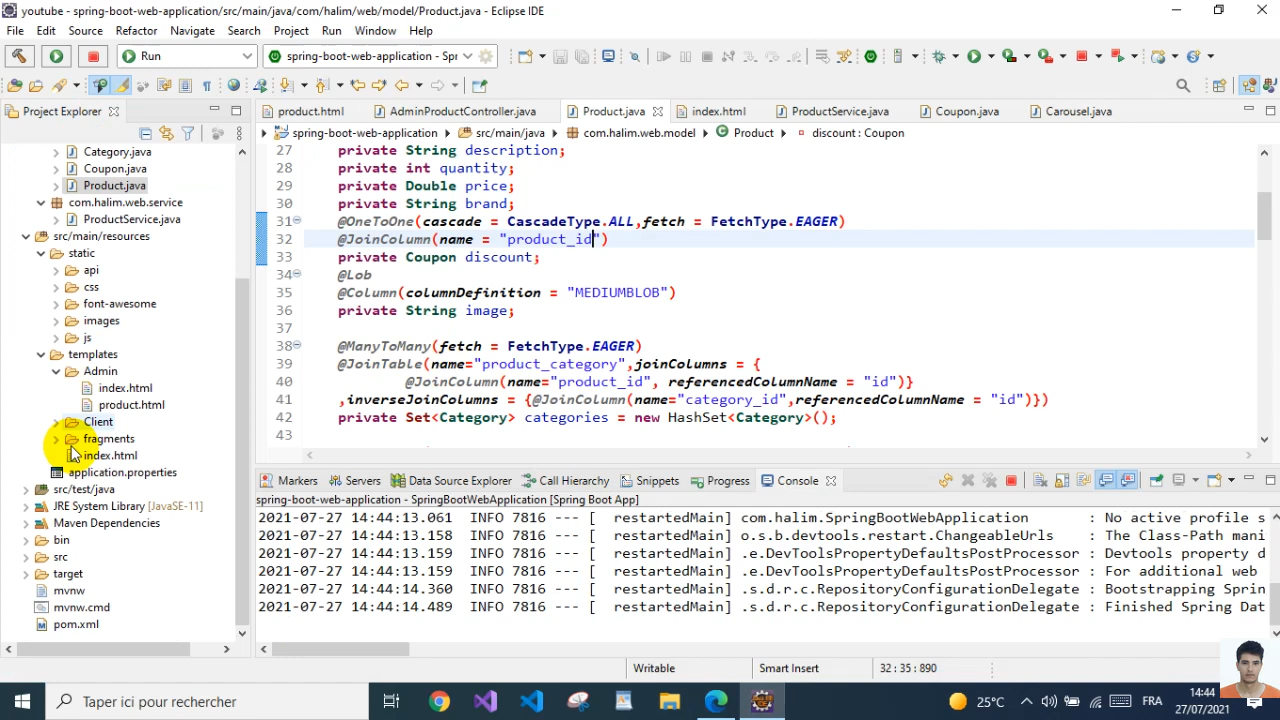 youtube - spring-boot-web-application/src/main/java/com/halim/web/model/Product.java - Eclipse IDE
File Edit Source Refactor Navigate Search Project Run Window Help
Run
spring-boot-web-application - Spr
Project Explorer
product.html AdminProductController.java Product.java index.html ProductService.java Coupon.java Carousel.java
spring-boot-web-application src/main/java com.halim.web.model Product discount : Coupon
Category.java
Coupon.java
Product.java
com.halim.web.service
ProductService.java
src/main/resources
static
api
css
font-awesome
images
js
templates
Admin
index.html
product.html
Client
fragments
index.html
application.properties
src/test/java
JRE System Library [JavaSE-11]
Maven Dependencies
bin
src
target
mvnw
mvnw.cmd
pom.xml
27 private String description;
28 private int quantity;
29 private Double price;
30 private String brand;
31 @OneToOne(cascade = CascadeType.ALL,fetch = FetchType.EAGER)
32 @JoinColumn(name = "product_id")
33 private Coupon discount;
34 @Lob
35 @Column(columnDefinition = "MEDIUMBLOB")
36 private String image;
37
38 @ManyToMany(fetch = FetchType.EAGER)
39 @JoinTable(name="product_category",joinColumns = {
40 @JoinColumn(name="product_id", referencedColumnName = "id")}
41 ,inverseJoinColumns = {@JoinColumn(name="category_id",referencedColumnName = "id")})
42 private Set<Category> categories = new HashSet<Category>();
43
Markers Servers Data Source Explorer Call Hierarchy Snippets Progress Console
spring-boot-web-application - SpringBootWebApplication [Spring Boot App]
2021-07-27 14:44:13.061 INFO 7816 --- [ restartedMain] com.halim.SpringBootWebApplication : No active profile s
2021-07-27 14:44:13.158 INFO 7816 --- [ restartedMain] o.s.b.devtools.restart.ChangeableUrls : The Class-Path mani
2021-07-27 14:44:13.159 INFO 7816 --- [ restartedMain] .e.DevToolsPropertyDefaultsPostProcessor : Devtools property d
2021-07-27 14:44:13.159 INFO 7816 --- [ restartedMain] .e.DevToolsPropertyDefaultsPostProcessor : For additional web
2021-07-27 14:44:14.360 INFO 7816 --- [ restartedMain] .s.d.r.c.RepositoryConfigurationDelegate : Bootstrapping Sprin
2021-07-27 14:44:14.489 INFO 7816 --- [ restartedMain] .s.d.r.c.RepositoryConfigurationDelegate : Finished Spring Dat
Writable Smart Insert 32 : 35 : 890
Taper ici pour rechercher
25°C FRA 14:44
27/07/2021